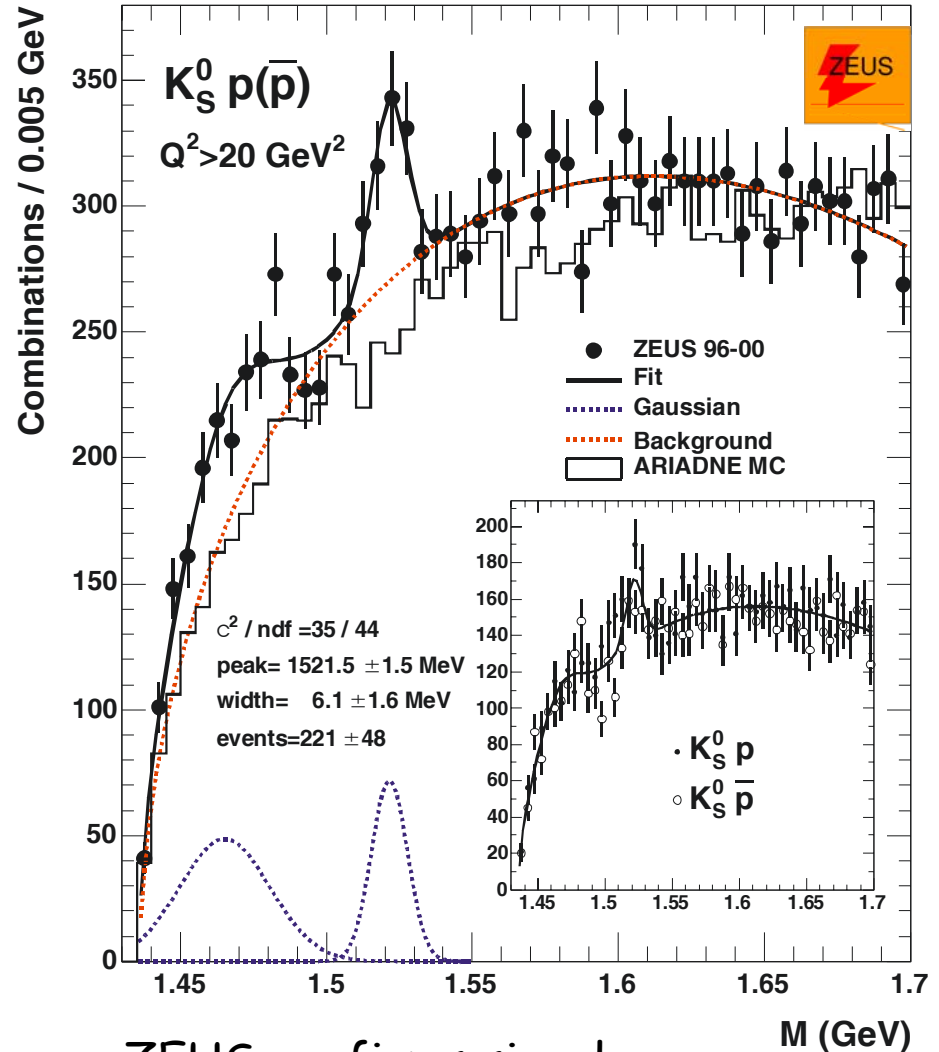 Combinations / 0.005 GeV
K⁰_S p(p̄)
Q²>20 GeV²
ZEUS
350
300
250
200
150
100
50
0
ZEUS 96-00
Fit
Gaussian
Background
ARIADNE MC
c² / ndf =35 / 44
peak= 1521.5 ±1.5 MeV
width= 6.1 ±1.6 MeV
events=221 ±48
200
180
160
140
120
100
80
60
40
20
0
K⁰_S p
K⁰_S p̄
1.45 1.5 1.55 1.6 1.65 1.7
1.45 1.5 1.55 1.6 1.65 1.7
M (GeV)